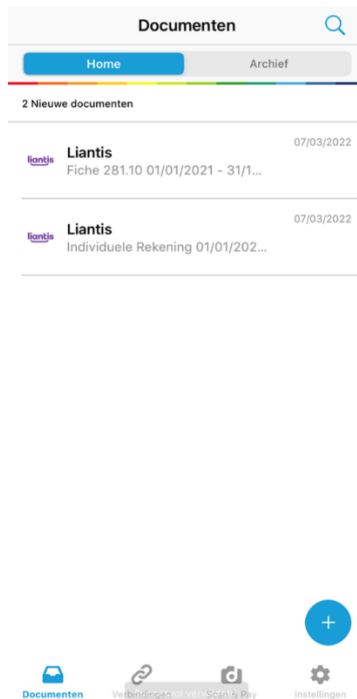 Documenten
Home
Archief
2 Nieuwe documenten
07/03/2022
liantis
Liantis
Fiche 281.10 01/01/2021 - 31/1...
07/03/2022
liantis
Liantis
Individuele Rekening 01/01/202...
Documenten
Verbindingen
Scan & Pay
Instellingen